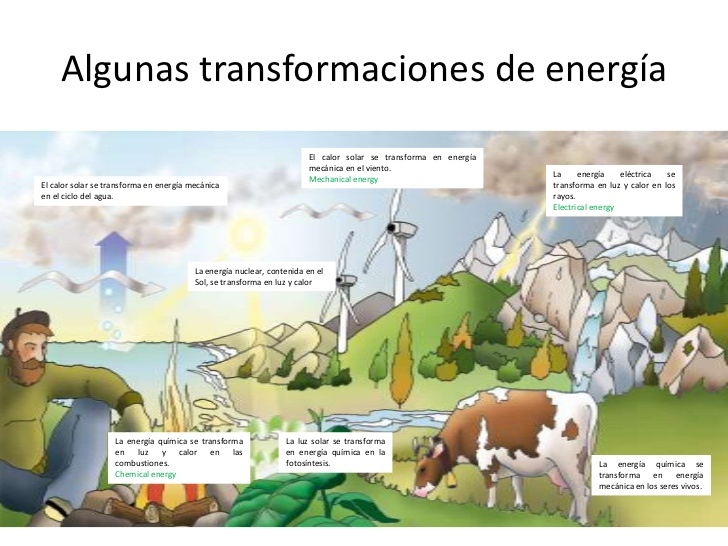 Algunas transformaciones de energía
El calor solar se transforma en energía
mecánica en el viento.
Mechanical energy
La energía eléctrica se
transforma en luz y calor en los
rayos.
Electrical energy
El calor solar se transforma en energía mecánica
en el ciclo del agua.
La energía nuclear, contenida en el
Sol, se transforma en luz y calor
La energía química se transforma
en luz y calor en las
combustiones.
Chemical energy
La luz solar se transforma
en energía química en la
fotosíntesis.
La energía química se
transforma en energía
mecánica en los seres vivos.